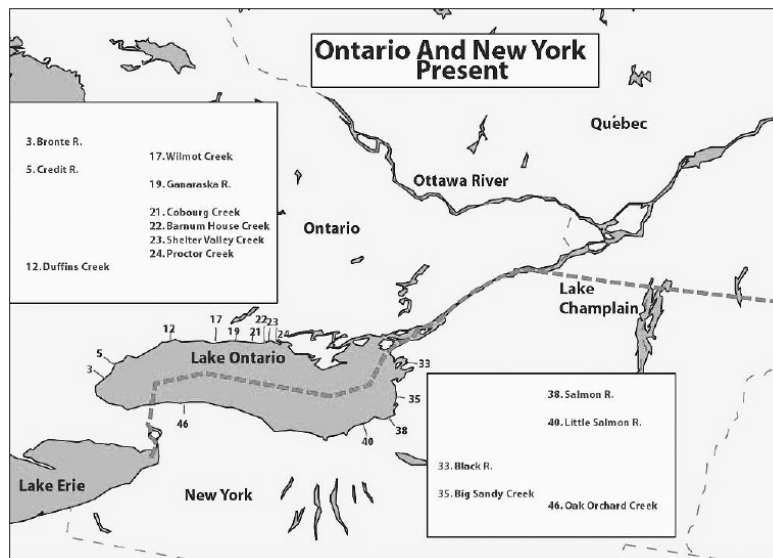 Ontario And New York
Present
Québec
Ottawa River
Ontario
Lake
Champlain
3. Bronte R.
5. Credit R.
12. Duffins Creek
17. Wilmot Creek
19. Ganaraska R.
21. Cobourg Creek
22. Barnum House Creek
23. Shelter Valley Creek
24. Proctor Creek
12
17
19
21
22
23
24
5
3
Lake Ontario
33
35
38
40
46
Lake Erie
New York
38. Salmon R.
40. Little Salmon R.
33. Black R.
35. Big Sandy Creek
46. Oak Orchard Creek